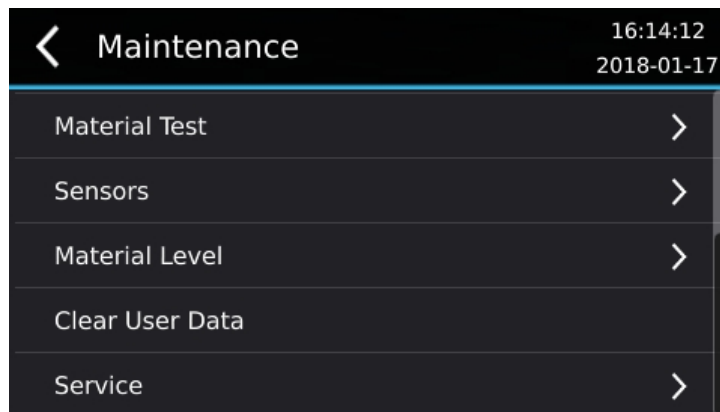 Maintenance
16:14:12
2018-01-17
Material Test
Sensors
Material Level
Clear User Data
Service